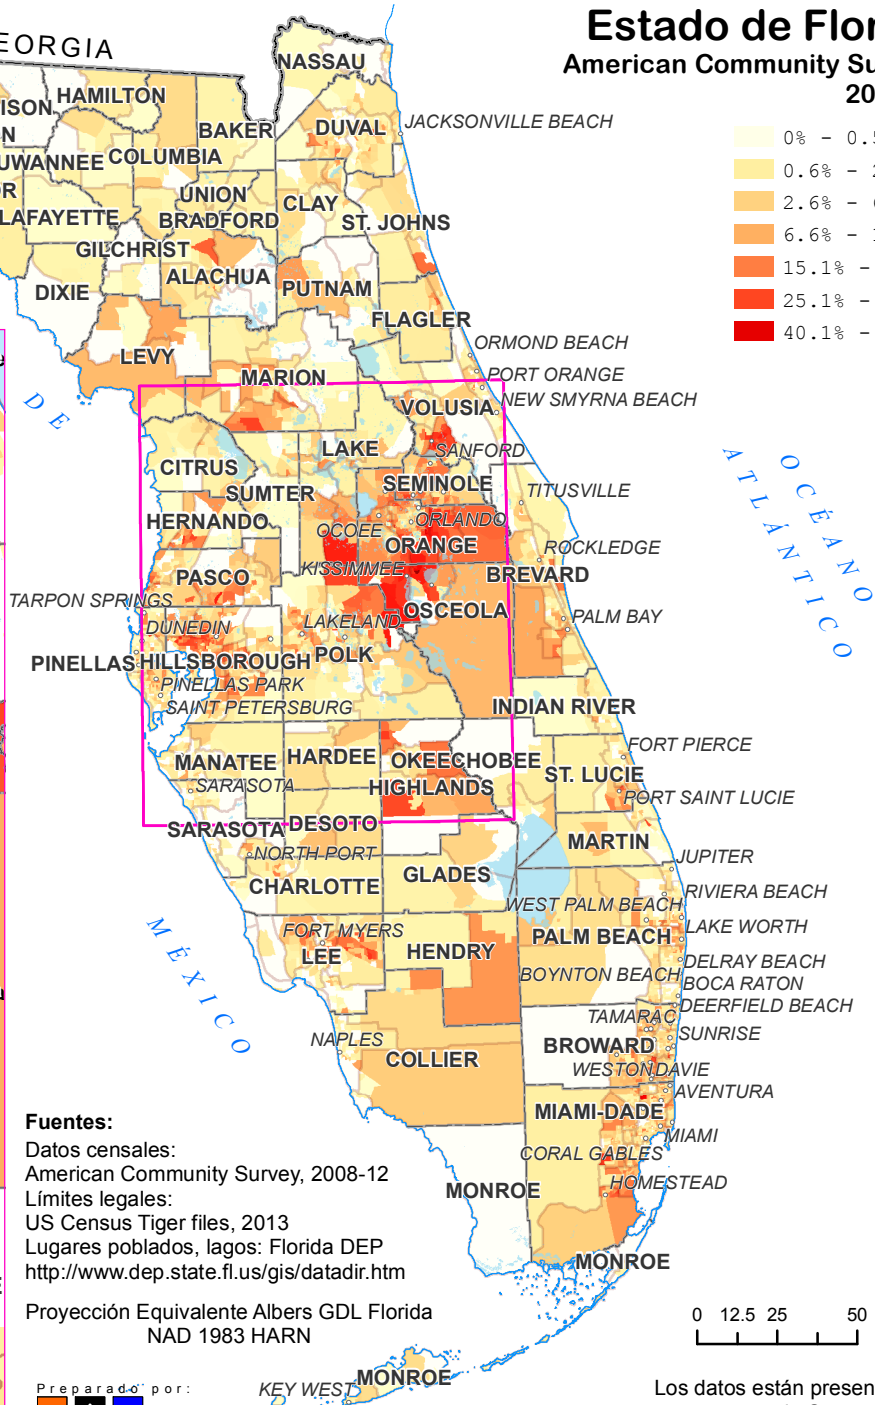 Estado de Flor
American Community Su
20
0% - 0.5
0.6% - 2
2.6% - 6
6.6% - 1
15.1% -
25.1% -
40.1% -
EORGIA
NASSAU
HAMILTON
ISON
N
BAKER
DUVAL
JACKSONVILLE BEACH
UWANNEE
COLUMBIA
OR
UNION
CLAY
LAFAYETTE
BRADFORD
ST. JOHNS
GILCHRIST
ALACHUA
DIXIE
PUTNAM
FLAGLER
LEVY
ORMOND BEACH
MARION
PORT ORANGE
DE
VOLUSIA
NEW SMYRNA BEACH
LAKE
SANFORD
CITRUS
SEMINOLE
SUMTER
TITUSVILLE
OCÉANO
ATLÁNTICO
HERNANDO
OCOEE
ORLANDO
ORANGE
ROCKLEDGE
PASCO
KISSIMMEE
BREVARD
TARPON SPRINGS
OSCEOLA
DUNEDIN
LAKELAND
PALM BAY
PINELLAS
HILLSBOROUGH
POLK
PINELLAS PARK
SAINT PETERSBURG
INDIAN RIVER
FORT PIERCE
MANATEE
HARDEE
OKEECHOBEE
ST. LUCIE
SARASOTA
HIGHLANDS
PORT SAINT LUCIE
SARASOTA
DESOTO
MARTIN
NORTH PORT
JUPITER
CHARLOTTE
GLADES
RIVIERA BEACH
WEST PALM BEACH
MÉXICO
FORT MYERS
LAKE WORTH
LEE
HENDRY
PALM BEACH
DELRAY BEACH
BOYNTON BEACH
BOCA RATON
DEERFIELD BEACH
TAMARAC
NAPLES
SUNRISE
BROWARD
COLLIER
WESTON
DAVIE
AVENTURA
MIAMI-DADE
MIAMI
CORAL GABLES
MONROE
HOMESTEAD
MONROE
Fuentes:
Datos censales:
American Community Survey, 2008-12
Límites legales:
US Census Tiger files, 2013
Lugares poblados, lagos: Florida DEP
http://www.dep.state.fl.us/gis/datadir.htm
Proyección Equivalente Albers GDL Florida
NAD 1983 HARN
0 12.5 25 50
MONROE
KEY WEST
Preparado por:
Los datos están presen